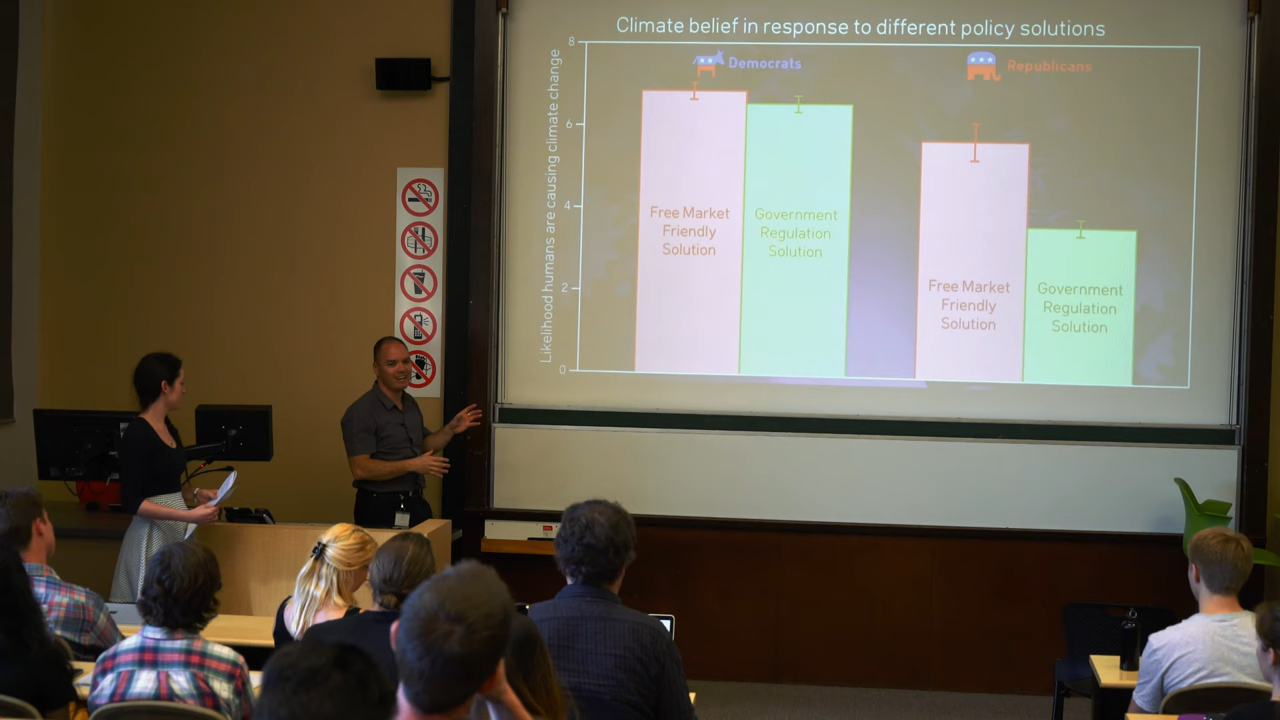 Climate belief in response to different policy solutions
Likelihood humans are causing climate change
8
6
4
2
0
Democrats
Republicans
Free Market
Friendly
Solution
Government
Regulation
Solution
Free Market
Friendly
Solution
Government
Regulation
Solution